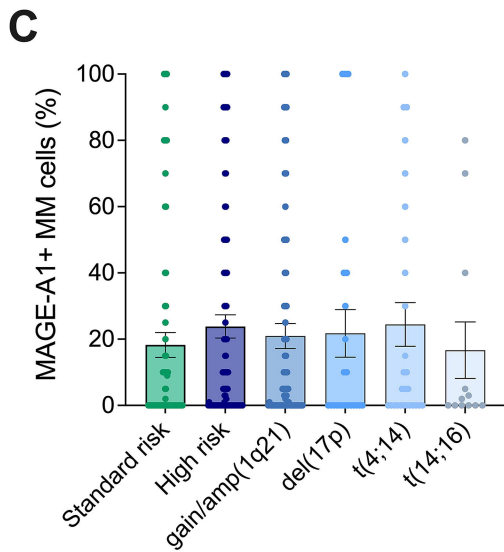 C
MAGE-A1+ MM cells (%)
100
80
60
40
20
0
Standard risk
High risk
gain/amp(1q21)
del(17p)
t(4;14)
t(14;16)